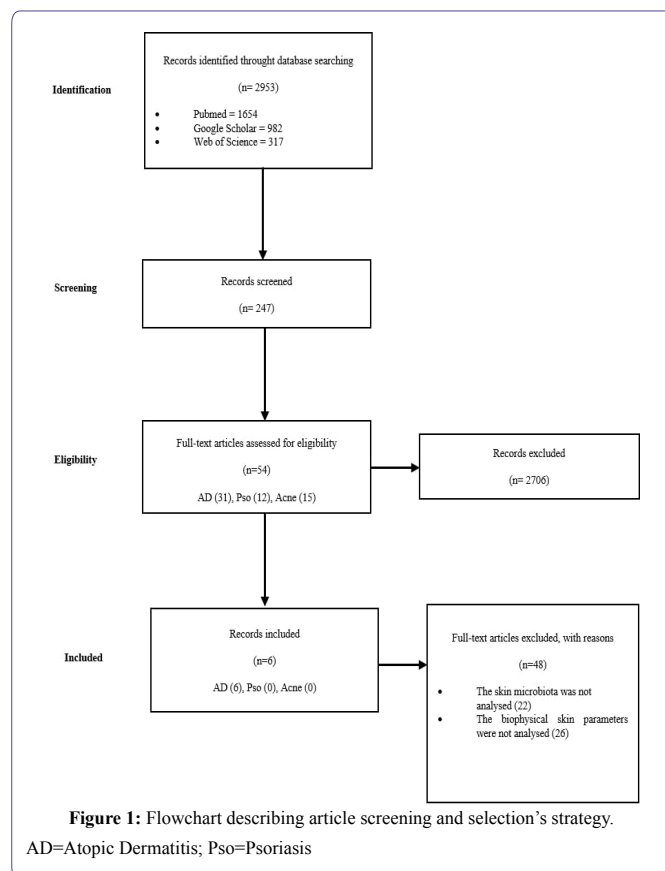 Identification
Records identified throught database searching
(n= 2953)
• Pubmed = 1654
• Google Scholar = 982
• Web of Science = 317
Screening
Records screened
(n= 247)
Eligibility
Full-text articles assessed for eligibility
(n=54)
AD (31), Pso (12), Acne (15)
Records excluded
(n= 2706)
Included
Records included
(n=6)
AD (6), Pso (0), Acne (0)
Full-text articles excluded, with reasons
(n=48)
• The skin microbiota was not
analysed (22)
• The biophysical skin parameters
were not analysed (26)
Figure 1: Flowchart describing article screening and selection’s strategy.
AD=Atopic Dermatitis; Pso=Psoriasis